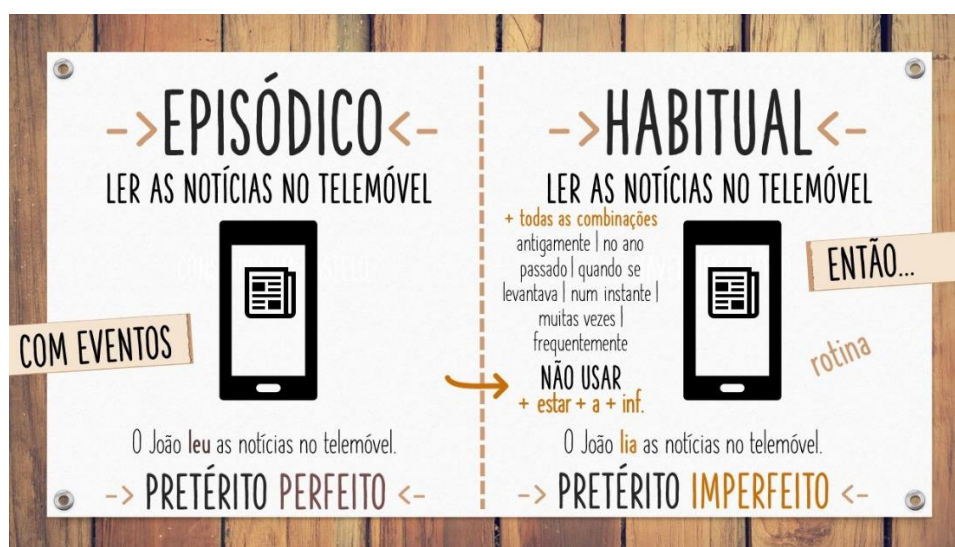 ->EPISÓDICO<-
LER AS NOTÍCIAS NO TELEMÓVEL
COM EVENTOS
O João leu as notícias no telemóvel.
-> PRETÉRITO PERFEITO <-
->HABITUAL<-
LER AS NOTÍCIAS NO TELEMÓVEL
+ todas as combinações
antigamente | no ano
passado | quando se
levantava | num instante |
muitas vezes |
frequentemente
NÃO USAR
+ estar + a + inf.
ENTÃO...
rotina
O João lia as notícias no telemóvel.
-> PRETÉRITO IMPERFEITO <-